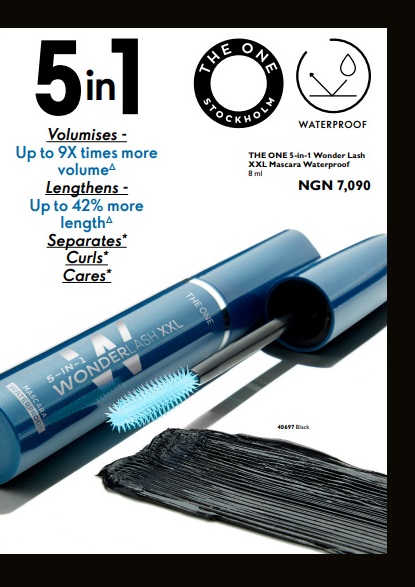 5in1
THE ONE
STOCKHOLM
WATERPROOF
Volumises -
Up to 9X times more
volume△
Lengthens -
Up to 42% more
length△
Separates*
Curls*
Cares*
THE ONE 5-in-1 Wonder Lash
XXL Mascara Waterproof
8 ml
NGN 7,090
THE ONE
5-IN-1
WONDERLASH XXL
MASCARA
WATERPROOF
40697 Black